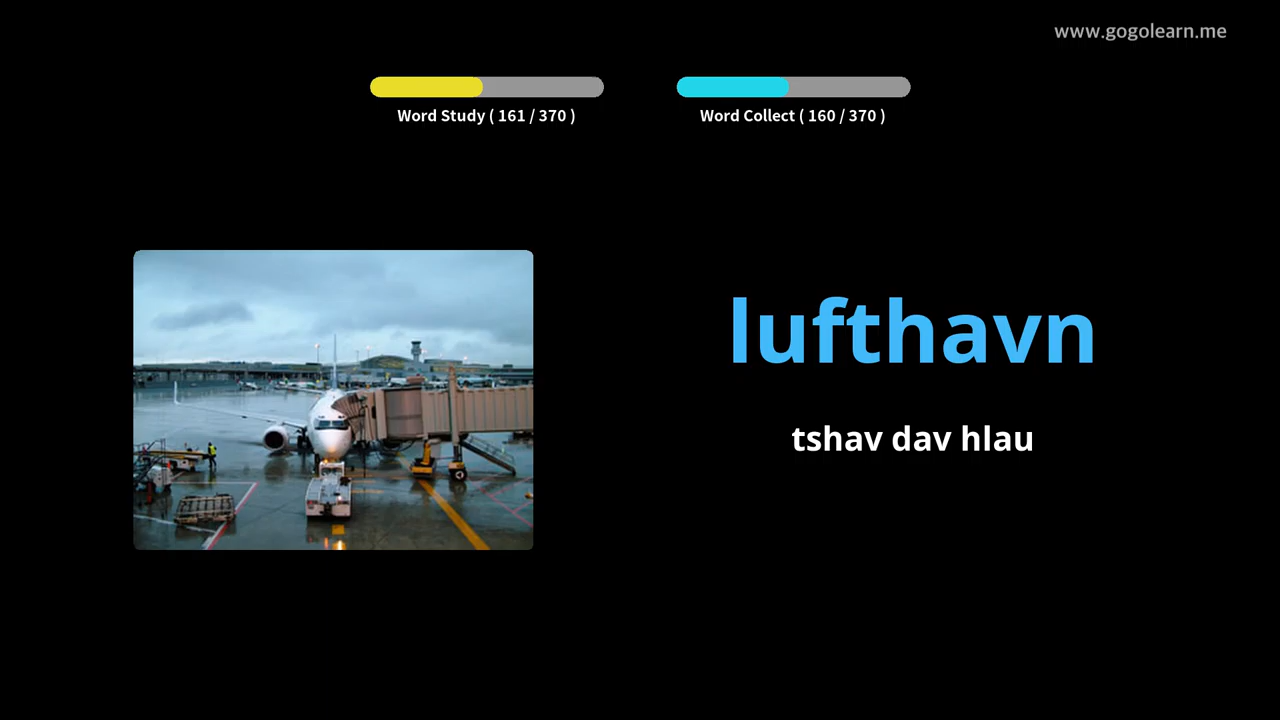 www.gogolearn.me
Word Study ( 161 / 370 )
Word Collect ( 160 / 370 )
lufthavn
tshav dav hlau